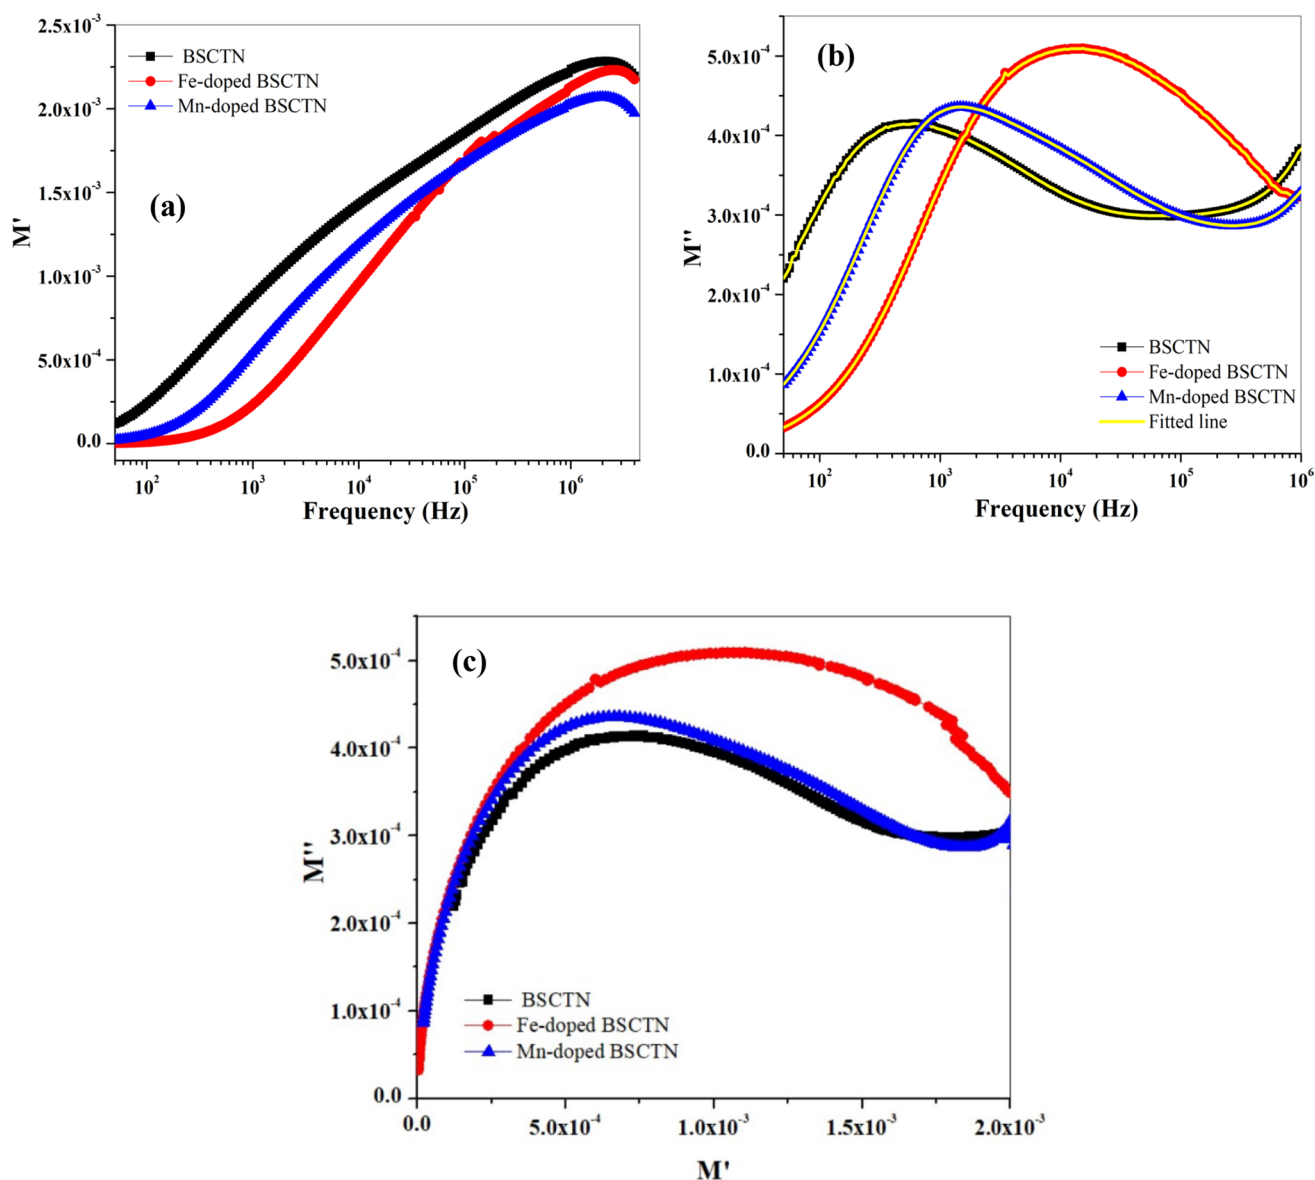 2.5x10⁻³
BSCTN
Fe-doped BSCTN
Mn-doped BSCTN
2.0x10⁻³
1.5x10⁻³
(a)
M'
1.0x10⁻³
5.0x10⁻⁴
0.0
10² 10³ 10⁴ 10⁵ 10⁶
Frequency (Hz)
M''
(b)
5.0x10⁻⁴
4.0x10⁻⁴
3.0x10⁻⁴
2.0x10⁻⁴
1.0x10⁻⁴
0.0
BSCTN
Fe-doped BSCTN
Mn-doped BSCTN
Fitted line
10² 10³ 10⁴ 10⁵ 10⁶
Frequency (Hz)
(c)
5.0x10⁻⁴
4.0x10⁻⁴
3.0x10⁻⁴
M''
2.0x10⁻⁴
1.0x10⁻⁴
0.0
BSCTN
Fe-doped BSCTN
Mn-doped BSCTN
0.0 5.0x10⁻⁴ 1.0x10⁻³ 1.5x10⁻³ 2.0x10⁻³
M'